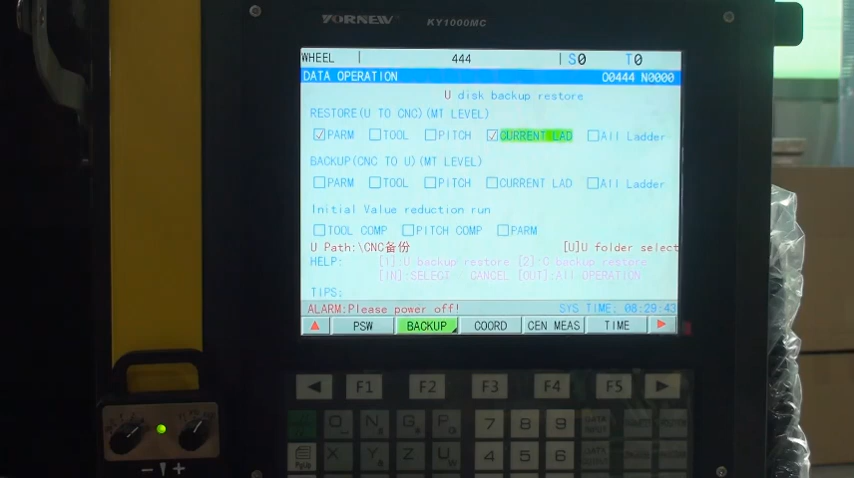 YORNEW KY1000MC
WHEEL | 444 | S0 T0
DATA OPERATION O0444 N0000
U disk backup restore
RESTORE(U TO CNC)(MT LEVEL)
PARM TOOL PITCH CURRENT LAD All Ladder
BACKUP(CNC TO U)(MT LEVEL)
PARM TOOL PITCH CURRENT LAD All Ladder
Initial Value reduction run
TOOL COMP PITCH COMP PARM
U Path:\CNC备份 [U]U folder select
HELP: [1]:U backup restore [2]:C backup restore
[IN]:SELECT - CANCEL [OUT]:All OPERATION
TIPS:
ALARM:Please power off! SYS TIME: 08:29:43
PSW BACKUP COORD CEN MEAS TIME
F1 F2 F3 F4 F5
O N G P 7 8 9 DATA INPUT
PgUp X Y Z U 4 5 6